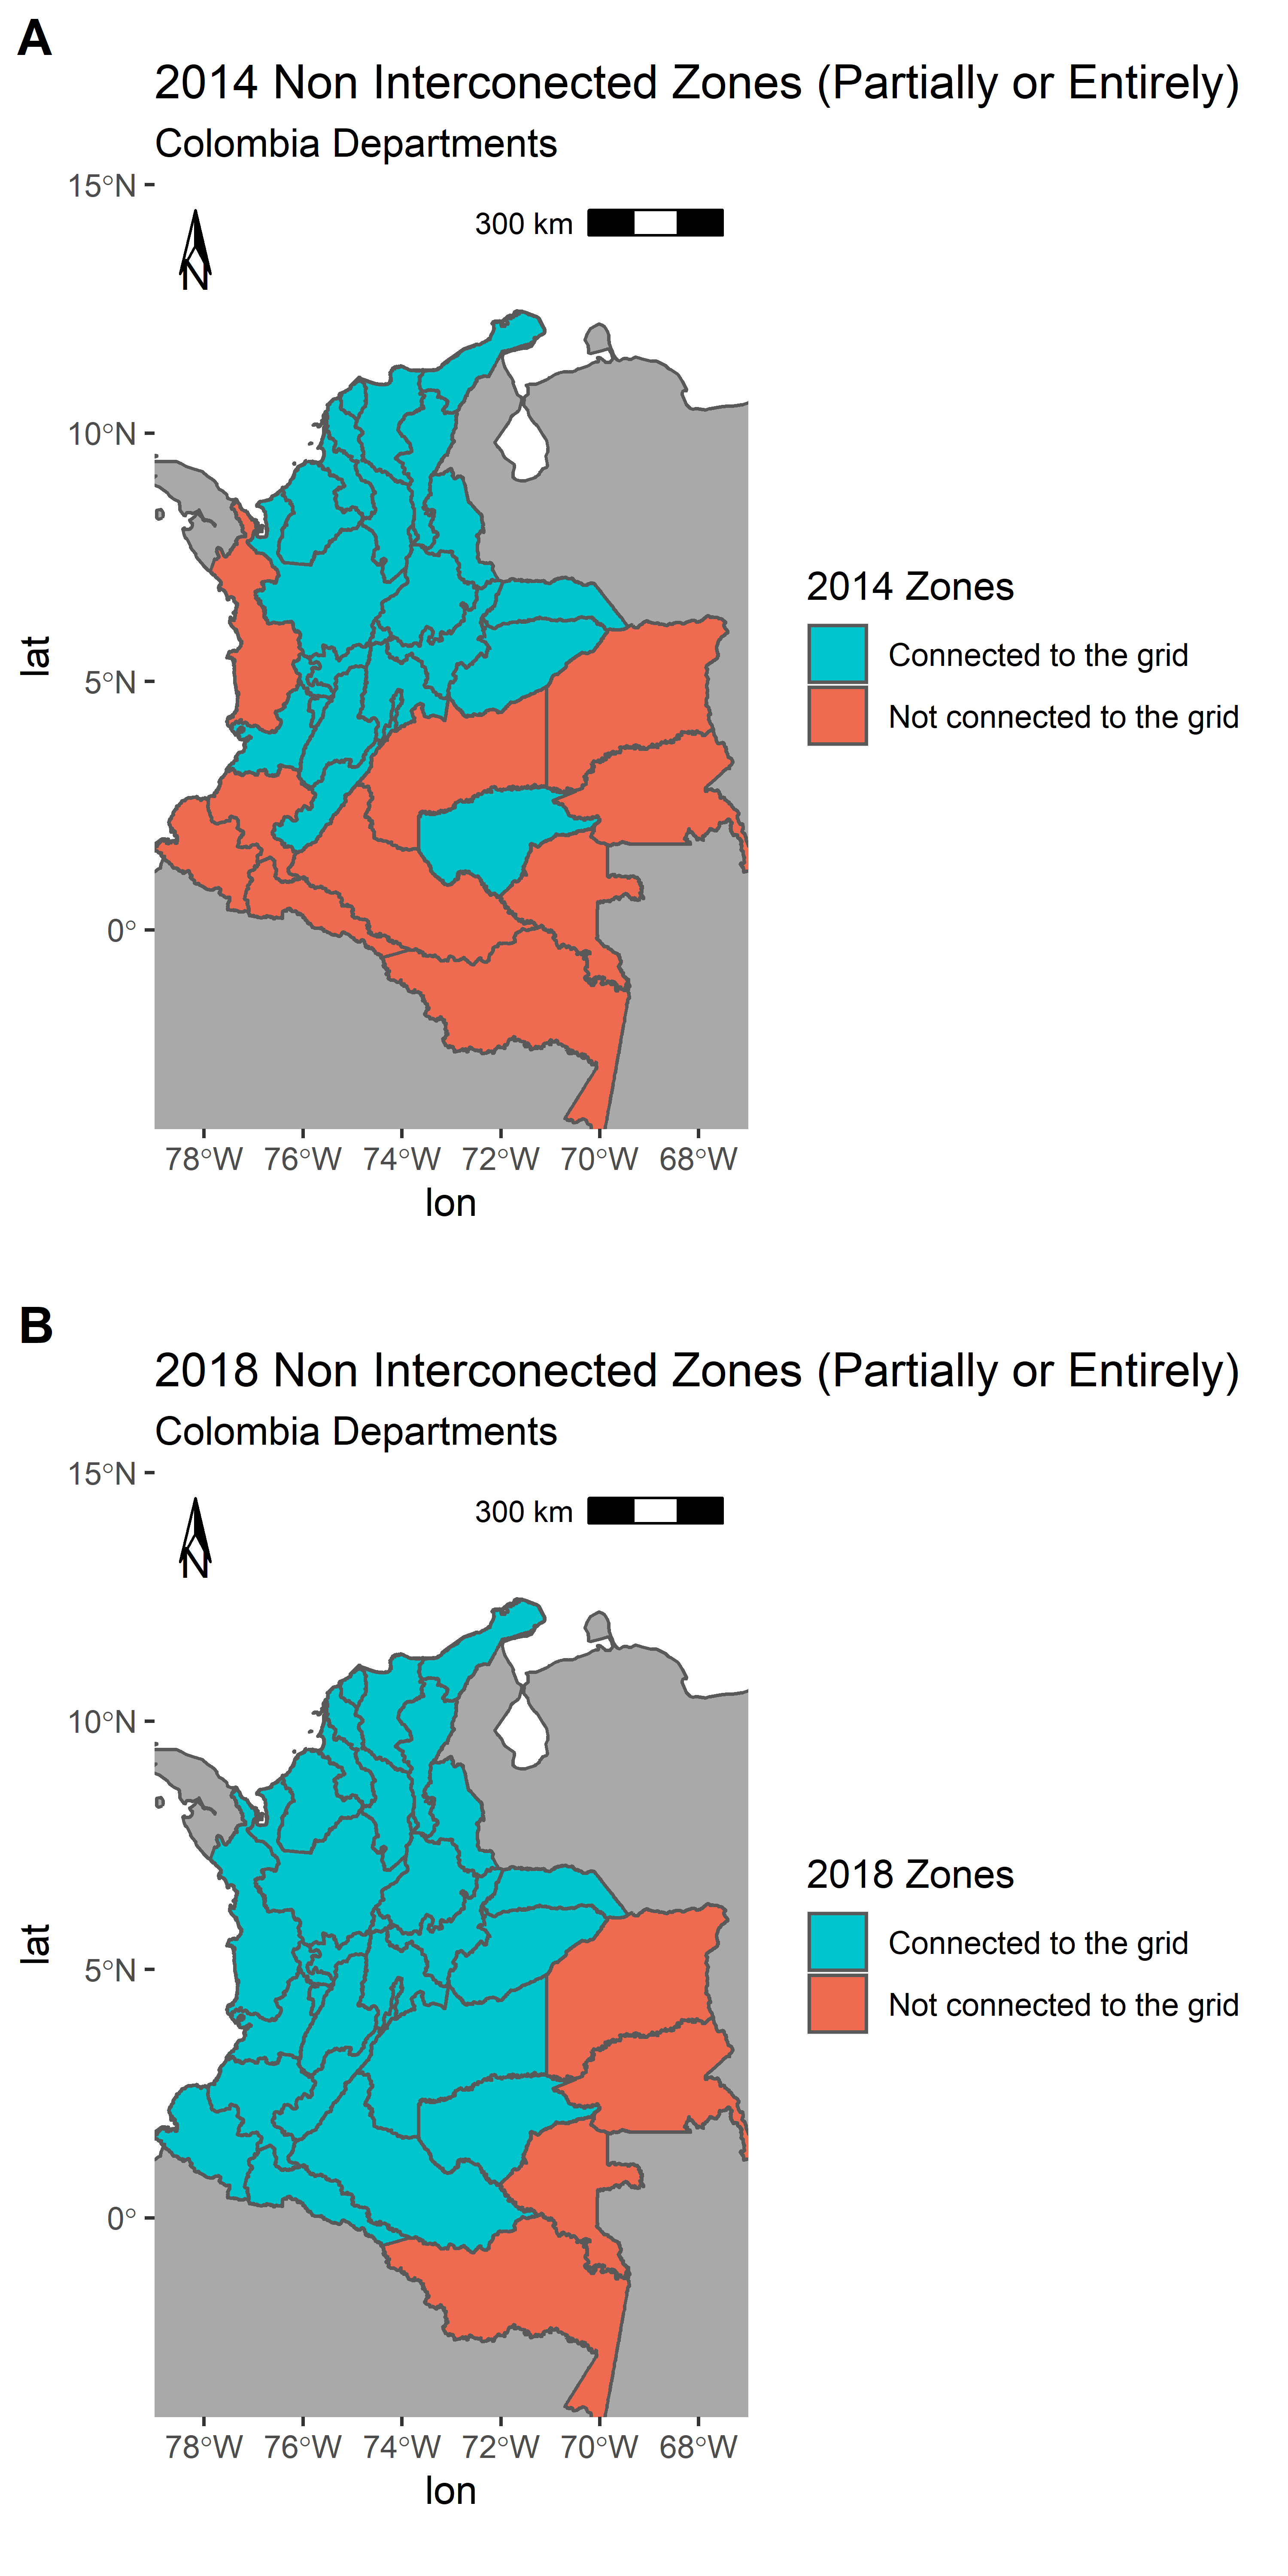 A
2014 Non Interconected Zones (Partially or Entirely)
Colombia Departments
15°N
300 km
N
10°N
5°N
0°
lat
78°W 76°W 74°W 72°W 70°W 68°W
lon
2014 Zones
Connected to the grid
Not connected to the grid
B
2018 Non Interconected Zones (Partially or Entirely)
Colombia Departments
15°N
300 km
N
10°N
5°N
0°
lat
78°W 76°W 74°W 72°W 70°W 68°W
lon
2018 Zones
Connected to the grid
Not connected to the grid